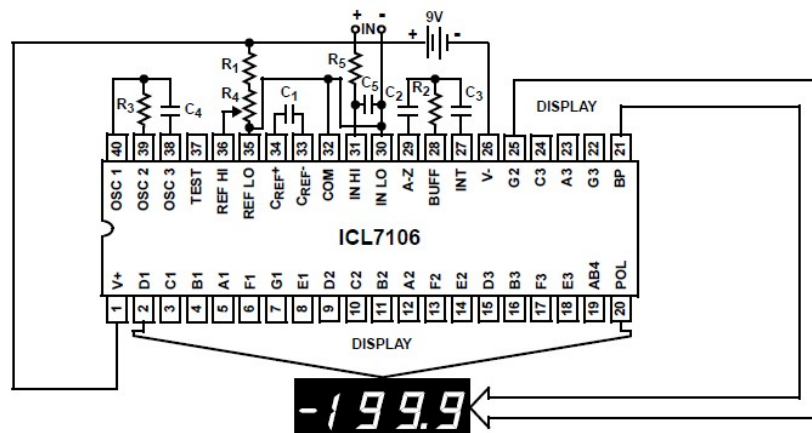 + - 9V
IN + -
R1 R5
R3 C4 R4 C1 C5 C2 R2 C3 DISPLAY
40 39 38 37 36 35 34 33 32 31 30 29 28 27 26 25 24 23 22 21
OSC 1 OSC 2 OSC 3 TEST REF HI REF LO CREF+ CREF- COM IN HI IN LO A-Z BUFF INT V- G2 C3 A3 G3 BP
ICL7106
V+ D1 C1 B1 A1 F1 G1 E1 D2 C2 B2 A2 F2 E2 D3 B3 F3 E3 AB4 POL
1 2 3 4 5 6 7 8 9 10 11 12 13 14 15 16 17 18 19 20
DISPLAY
-199.9